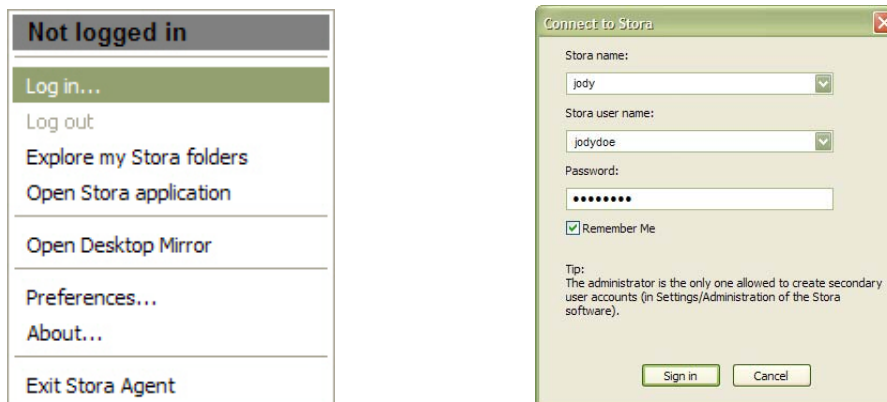 Not logged in
Log in...
Log out
Explore my Stora folders
Open Stora application
Open Desktop Mirror
Preferences...
About...
Exit Stora Agent
Connect to Stora
Stora name:
jody
Stora user name:
jodydoe
Password:
••••••••
Remember Me
Tip:
The administrator is the only one allowed to create secondary
user accounts (in Settings/Administration of the Stora
software).
Sign in Cancel